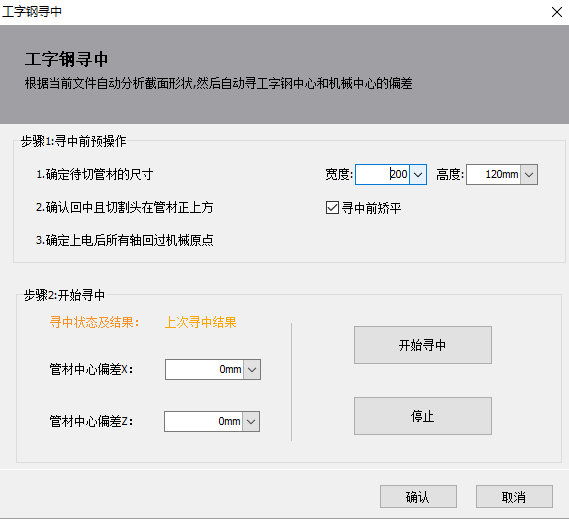 工字钢寻中
工字钢寻中
根据当前文件自动分析截面形状,然后自动寻工字钢中心和机械中心的偏差
步骤1:寻中前预操作
1.确定待切管材的尺寸 宽度: 200 高度: 120mm
2.确认回中且切割头在管材正上方 寻中前矫平
3.确定上电后所有轴回过机械原点
步骤2:开始寻中
寻中状态及结果: 上次寻中结果
开始寻中
管材中心偏差X: 0mm
管材中心偏差Z: 0mm
停止
确认 取消